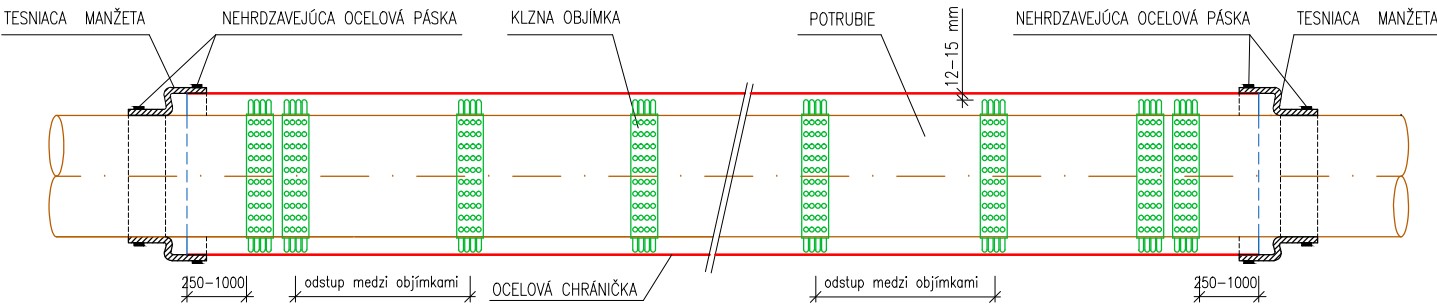 TESNIACA MANŽETA
NEHRDZAVEJÚCA OCELOVÁ PÁSKA
KLZNA OBJÍMKA
POTRUBIE
12-15 mm
NEHRDZAVEJÚCA OCELOVÁ PÁSKA
TESNIACA MANŽETA
250-1000
odstup medzi objímkami
OCELOVÁ CHRÁNIČKA
odstup medzi objímkami
250-1000